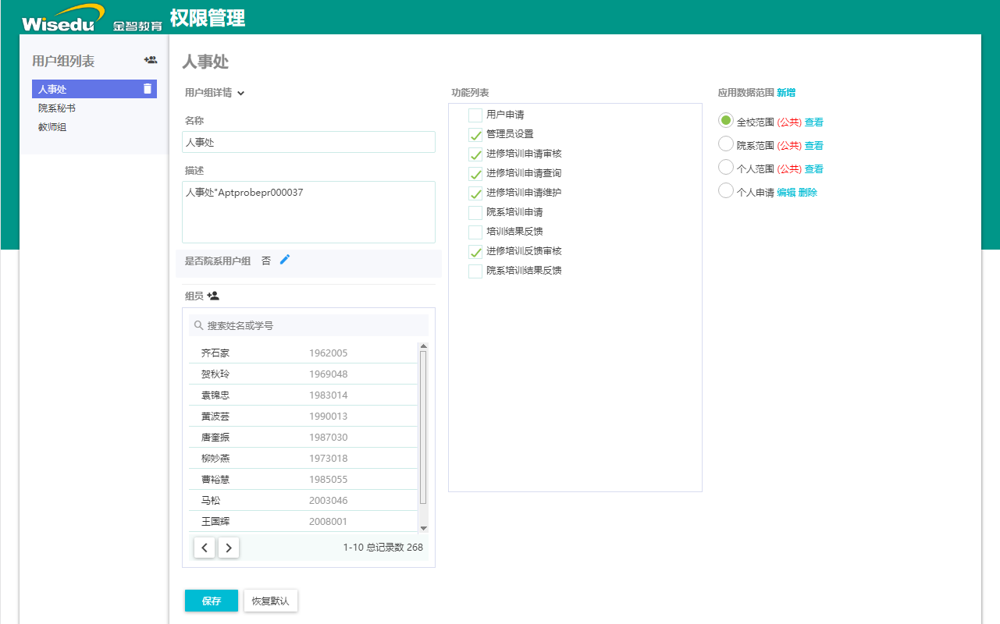 Wisedu 金智教育 权限管理
用户组列表
人事处
院系秘书
教师组
人事处
用户组详情
名称
人事处
描述
人事处"Aptprobepr000037
是否院系用户组 否
组员
搜索姓名或学号
齐石家 1962005
贺秋玲 1969048
袁锦忠 1983014
黄波芸 1990013
唐奎振 1987030
柳妙燕 1973018
曹裕慧 1985055
马松 2003046
王国辉 2008001
1-10 总记录数 268
保存 恢复默认
功能列表
用户申请
管理员设置
进修培训申请审核
进修培训申请查询
进修培训申请维护
院系培训申请
培训结果反馈
进修培训反馈审核
院系培训结果反馈
应用数据范围 新增
全校范围 (公共) 查看
院系范围 (公共) 查看
个人范围 (公共) 查看
个人申请 编辑 删除